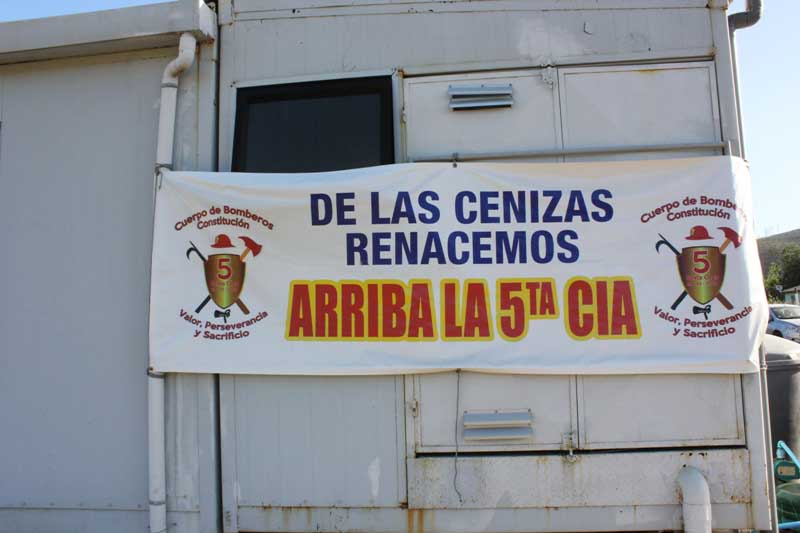 Cuerpo de Bomberos
Constitución
5
Valor, Perseverancia
y Sacrificio
DE LAS CENIZAS
RENACEMOS
ARRIBA LA 5TA CIA
Cuerpo de Bomberos
Constitución
5
Valor, Perseverancia
y Sacrificio